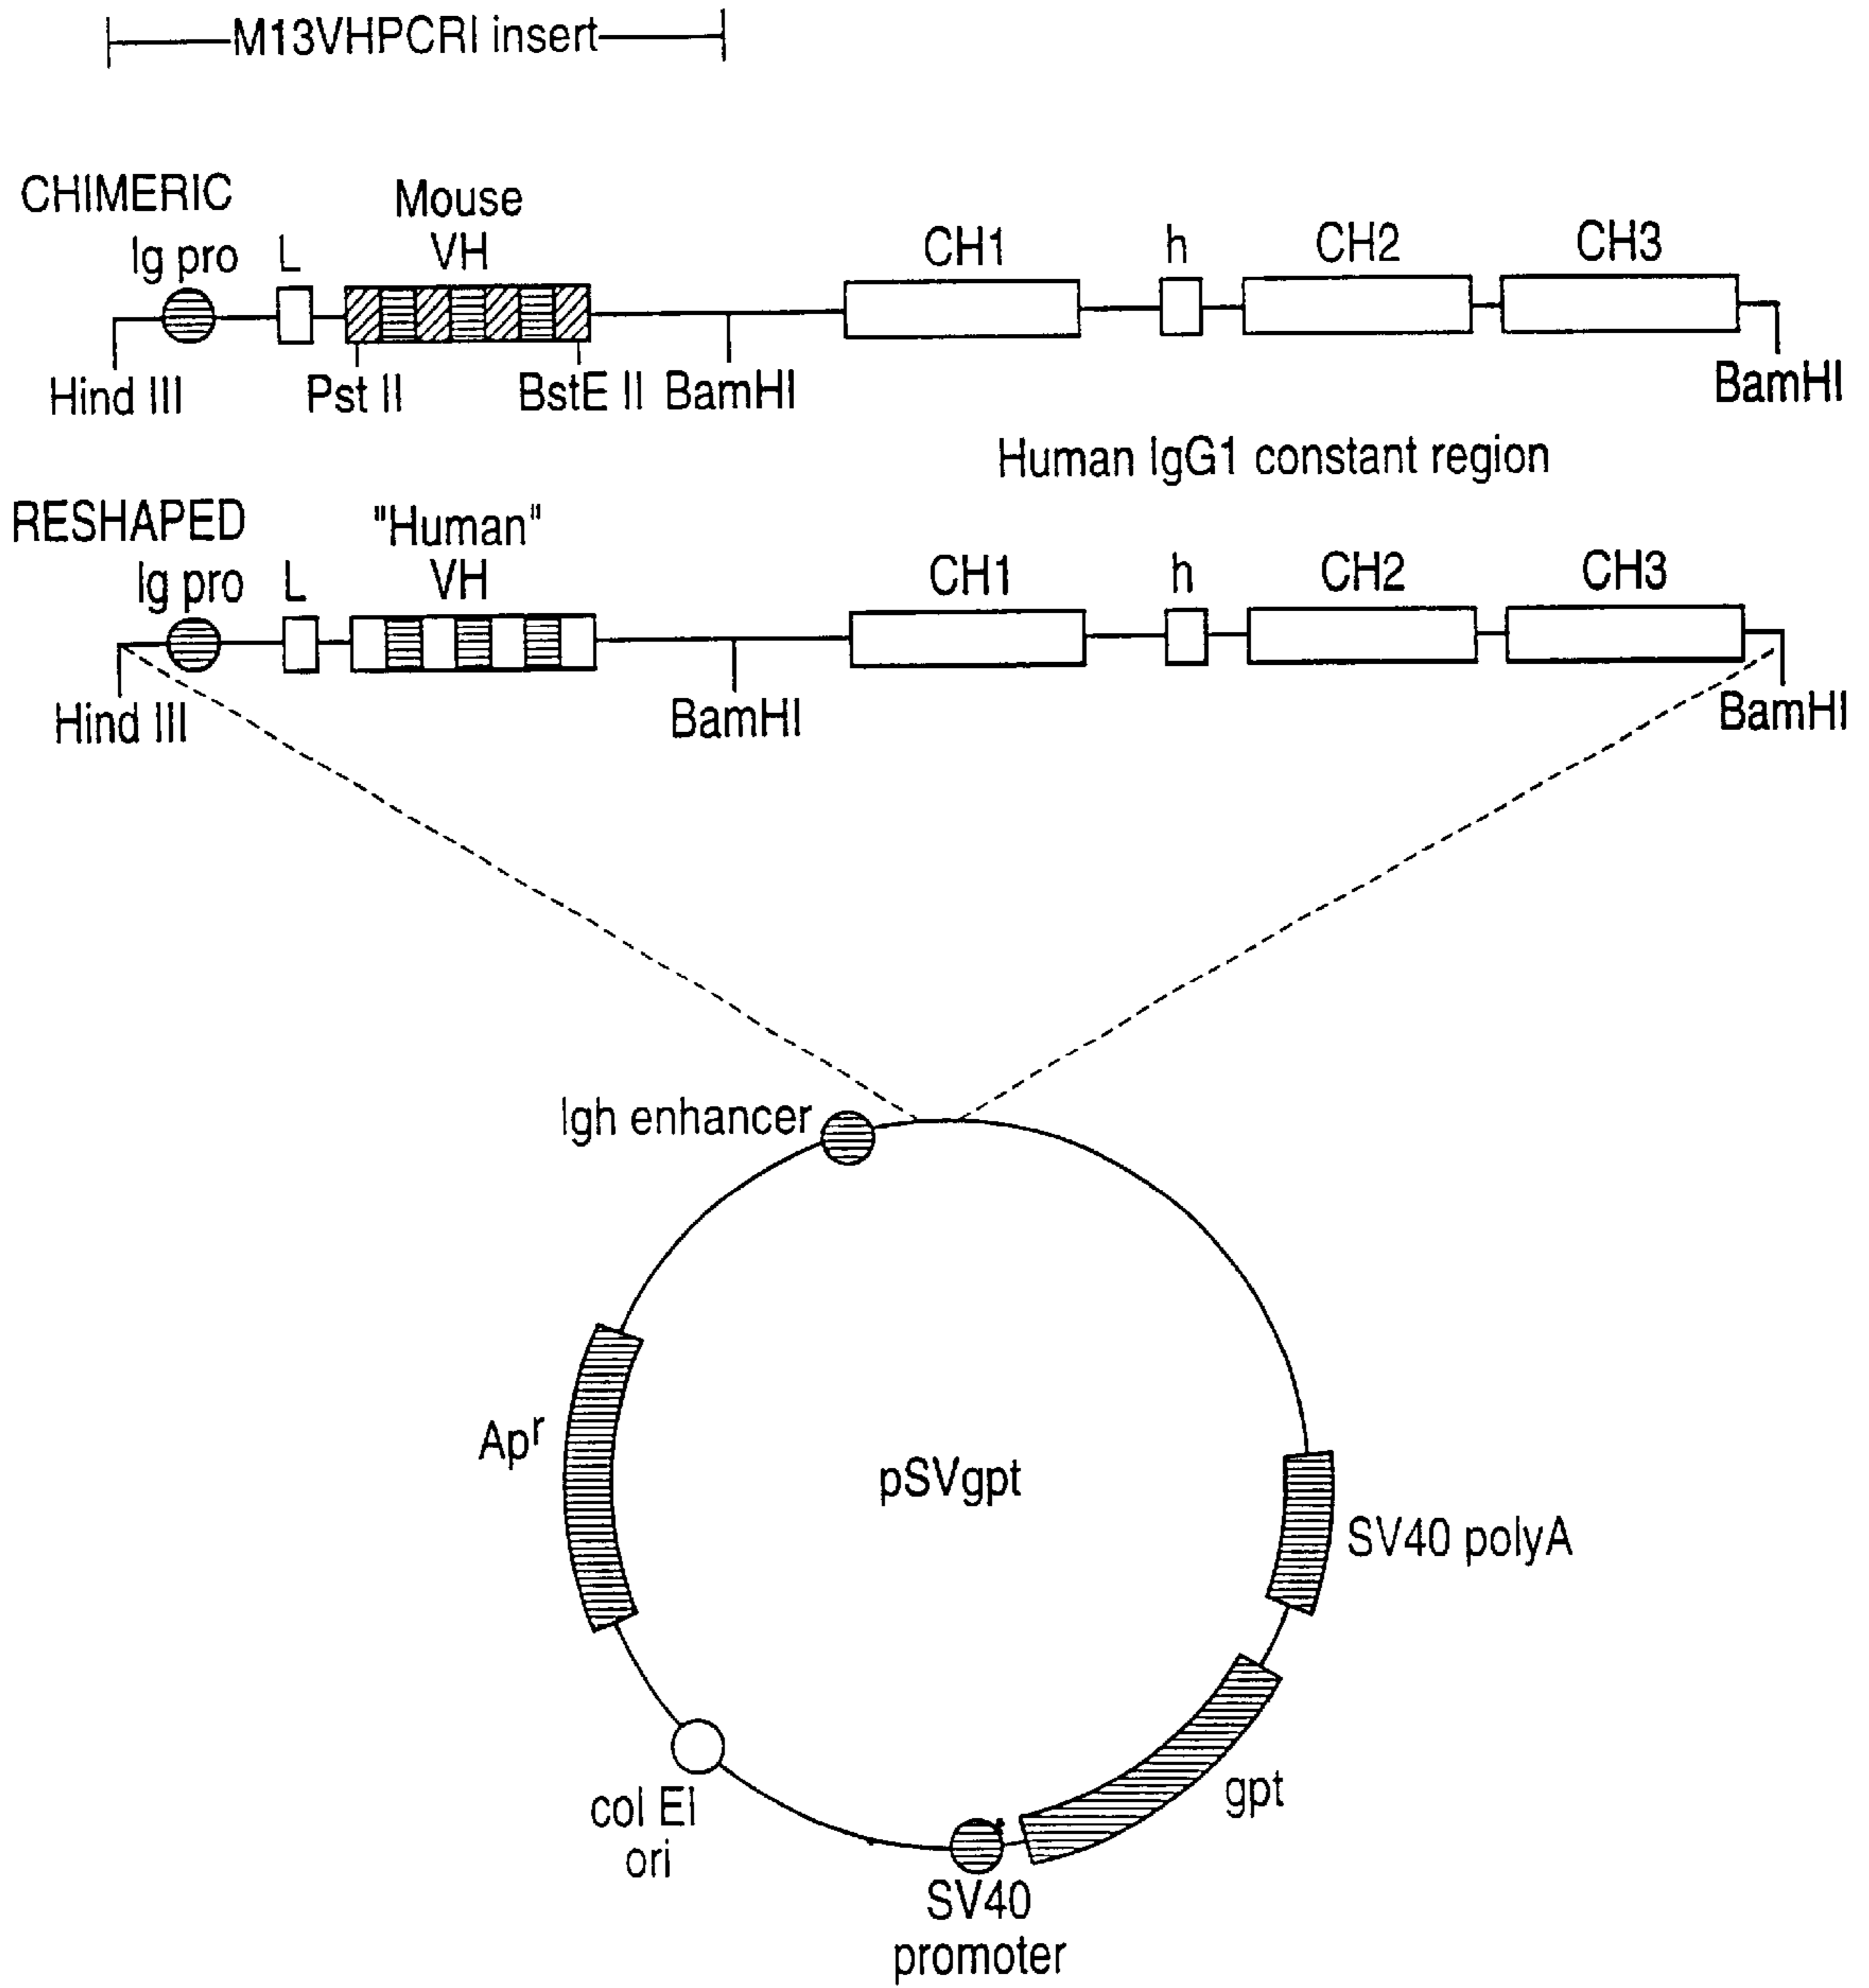 M13VHPCRI insert
CHIMERIC
Mouse
Ig pro L VH CH1 h CH2 CH3
Hind III Pst II BstE II BamHI BamHI
Human IgG1 constant region
RESHAPED
"Human"
Ig pro L VH CH1 h CH2 CH3
Hind III BamHI BamHI
Igh enhancer
Apr
pSVgpt
SV40 polyA
gpt
col EI
ori
SV40
promoter